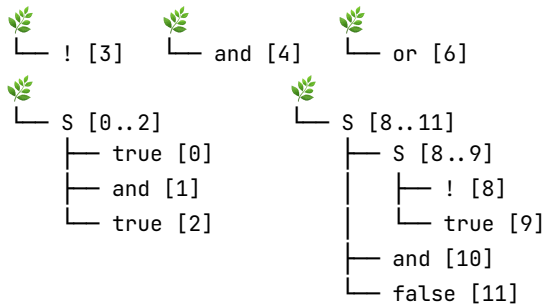 ! [3] and [4] or [6]
S [0..2] S [8..11]
true [0] S [8..9]
and [1] ! [8]
true [2] true [9]
and [10]
false [11]